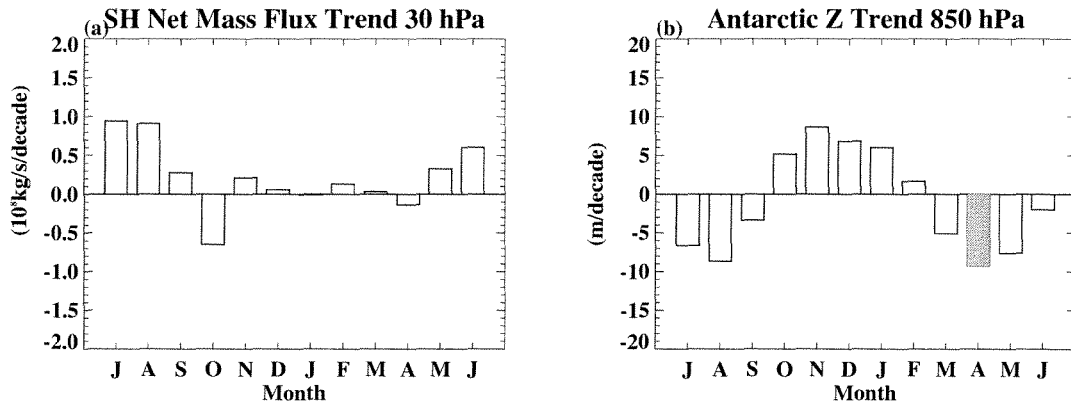 (a) SH Net Mass Flux Trend 30 hPa
2.0
1.5
1.0
0.5
0.0
-0.5
-1.0
-1.5
-2.0
(10⁸kg/s/decade)
J A S O N D J F M A M J
Month
(b) Antarctic Z Trend 850 hPa
20
15
10
5
0
-5
-10
-15
-20
(m/decade)
J A S O N D J F M A M J
Month